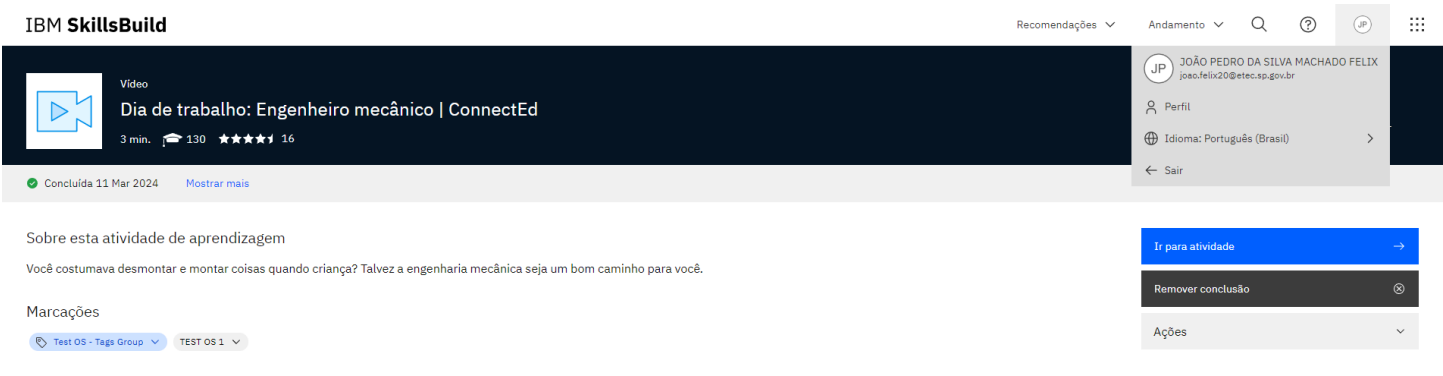 IBM SkillsBuild
Recomendações
Andamento
JP
JP
JOÃO PEDRO DA SILVA MACHADO FELIX
joao.felix20@etec.sp.gov.br
Perfil
Idioma: Português (Brasil)
Sair
Vídeo
Dia de trabalho: Engenheiro mecânico | ConnectEd
3 min. 130 16
Concluída 11 Mar 2024 Mostrar mais
Sobre esta atividade de aprendizagem
Você costumava desmontar e montar coisas quando criança? Talvez a engenharia mecânica seja um bom caminho para você.
Marcações
Test OS - Tags Group TEST OS 1
Ir para atividade
Remover conclusão
Ações